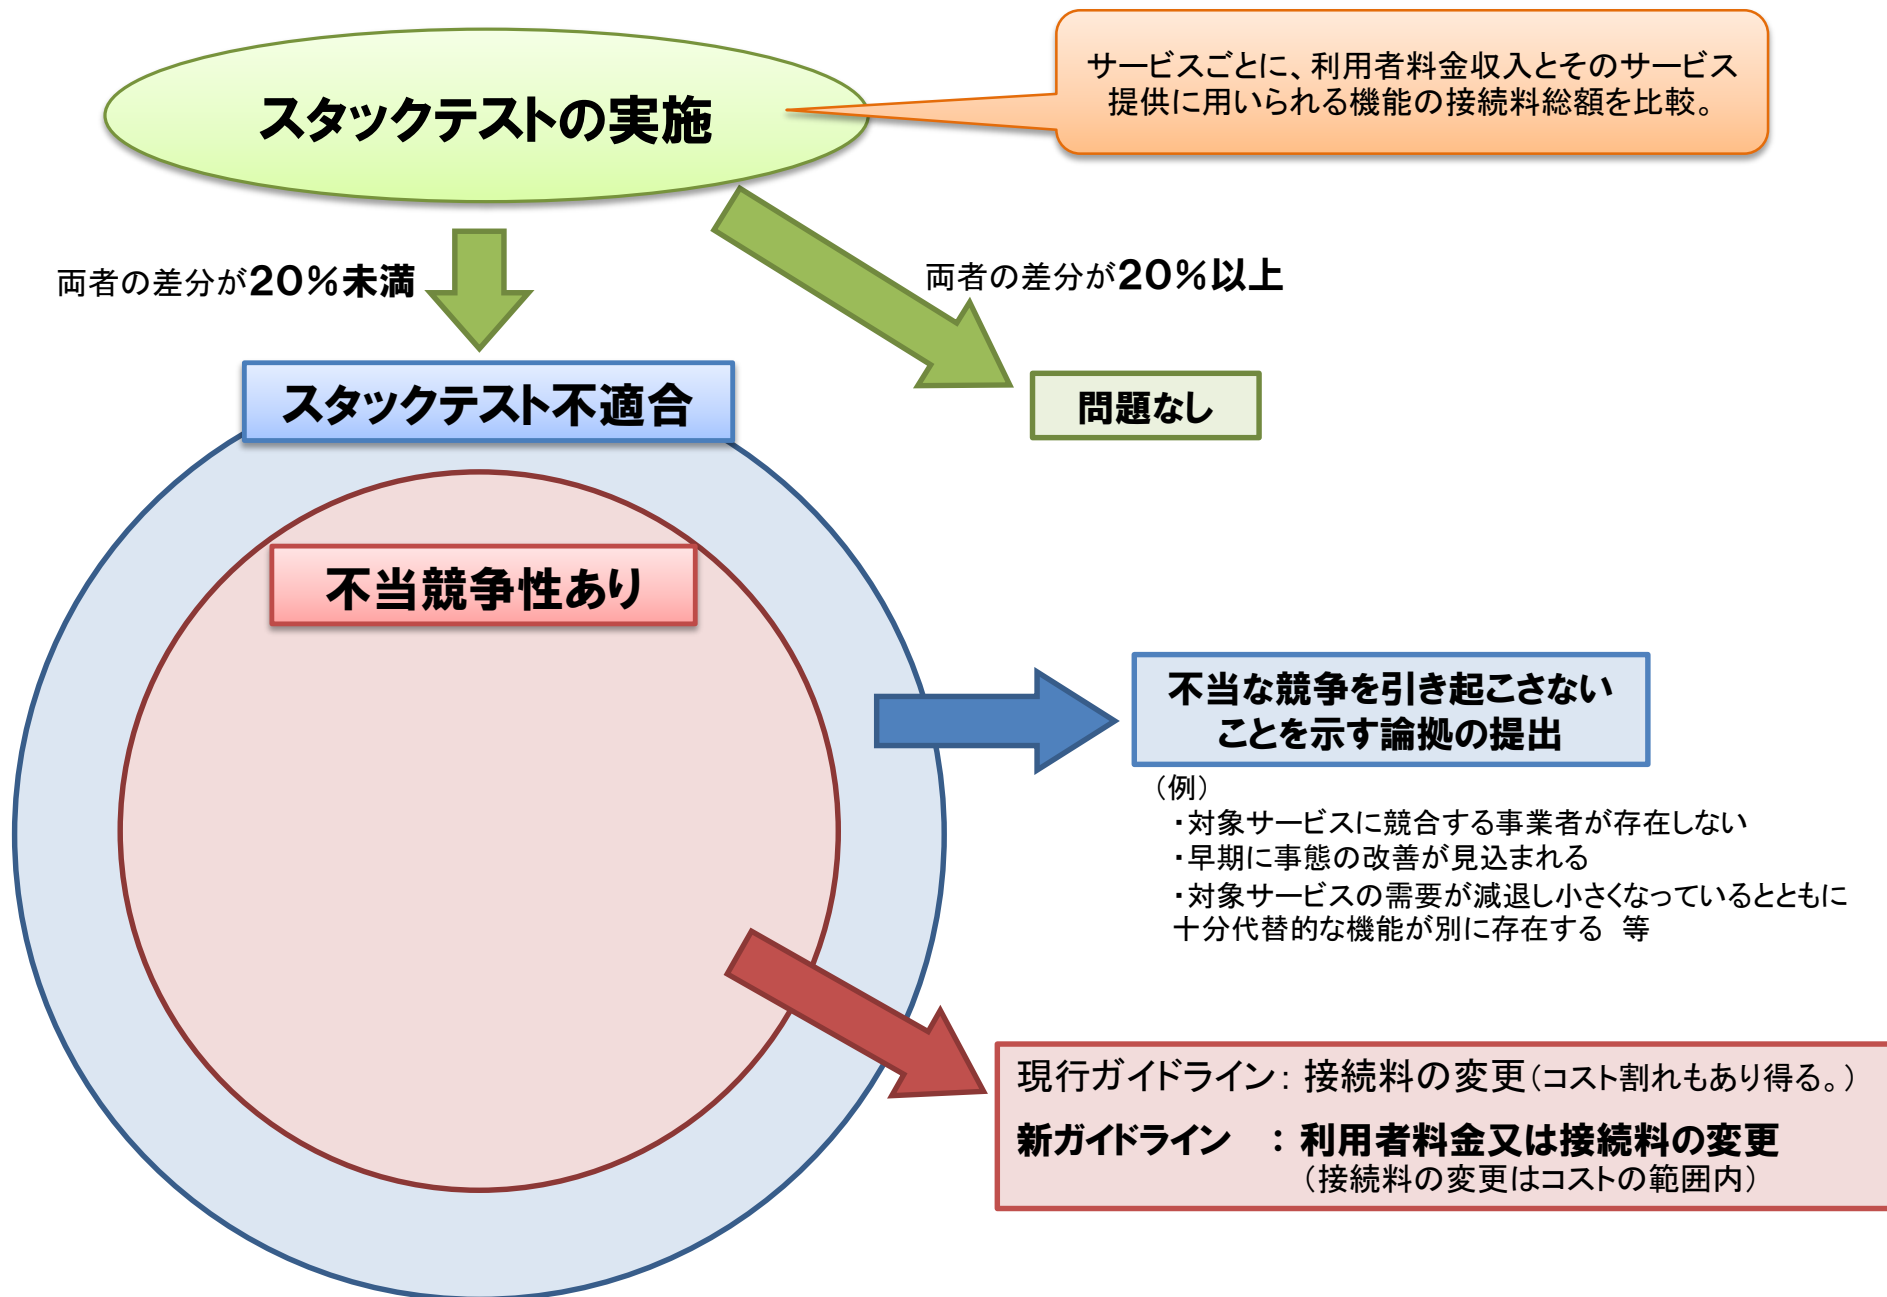 スタックテストの実施
サービスごとに、利用者料金収入とそのサービス
提供に用いられる機能の接続料総額を比較。
両者の差分が20%未満
両者の差分が20%以上
スタックテスト不適合
問題なし
不当競争性あり
不当な競争を引き起こさない
ことを示す論拠の提出
（例）
・対象サービスに競合する事業者が存在しない
・早期に事態の改善が見込まれる
・対象サービスの需要が減退し小さくなっているとともに
十分代替的な機能が別に存在する 等
現行ガイドライン： 接続料の変更（コスト割れもあり得る。）
新ガイドライン ： 利用者料金又は接続料の変更
（接続料の変更はコストの範囲内）